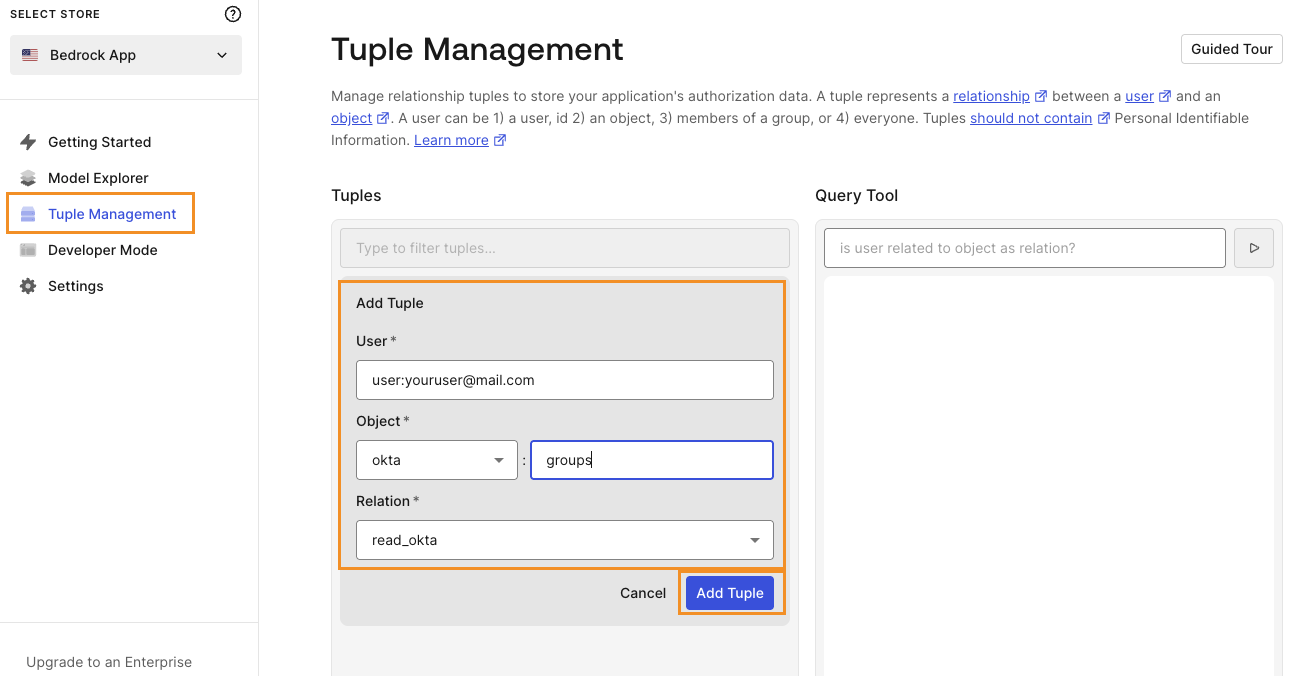 SELECT STORE
Bedrock App
Getting Started
Model Explorer
Tuple Management
Developer Mode
Settings
Upgrade to an Enterprise
Tuple Management
Guided Tour
Manage relationship tuples to store your application's authorization data. A tuple represents a relationship between a user and an
object. A user can be 1) a user, id 2) an object, 3) members of a group, or 4) everyone. Tuples should not contain Personal Identifiable
Information. Learn more
Tuples
Type to filter tuples...
Add Tuple
User*
user:youruser@mail.com
Object*
okta : groups
Relation*
read_okta
Cancel Add Tuple
Query Tool
is user related to object as relation?